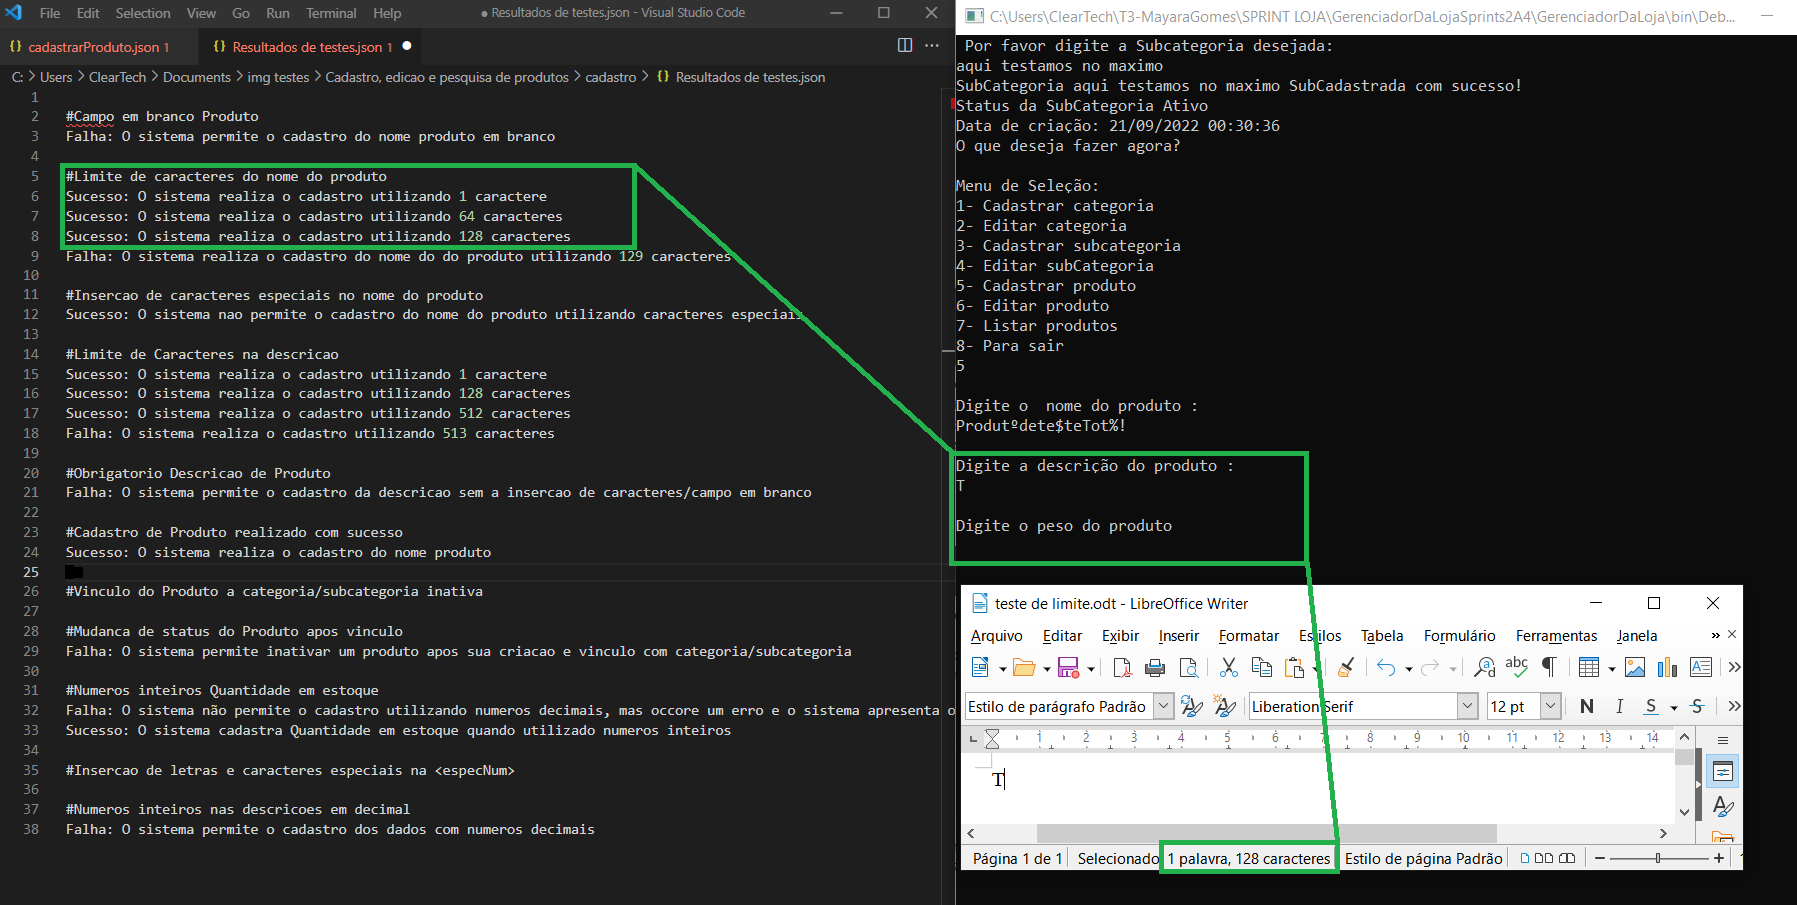 File Edit Selection View Go Run Terminal Help ● Resultados de testes.json - Visual Studio Code
{} cadastrarProduto.json 1 {} Resultados de testes.json 1 ●
C: > Users > ClearTech > Documents > img testes > Cadastro, edicao e pesquisa de produtos > cadastro > {} Resultados de testes.json
1
2 #Campo em branco Produto
3 Falha: O sistema permite o cadastro do nome produto em branco
4
5 #Limite de caracteres do nome do produto
6 Sucesso: O sistema realiza o cadastro utilizando 1 caractere
7 Sucesso: O sistema realiza o cadastro utilizando 64 caracteres
8 Sucesso: O sistema realiza o cadastro utilizando 128 caracteres
9 Falha: O sistema realiza o cadastro do nome do do produto utilizando 129 caracteres
10
11 #Insercao de caracteres especiais no nome do produto
12 Sucesso: O sistema nao permite o cadastro do nome do produto utilizando caracteres especiais
13
14 #Limite de Caracteres na descricao
15 Sucesso: O sistema realiza o cadastro utilizando 1 caractere
16 Sucesso: O sistema realiza o cadastro utilizando 128 caracteres
17 Sucesso: O sistema realiza o cadastro utilizando 512 caracteres
18 Falha: O sistema realiza o cadastro utilizando 513 caracteres
19
20 #Obrigatorio Descricao de Produto
21 Falha: O sistema permite o cadastro da descricao sem a insercao de caracteres/campo em branco
22
23 #Cadastro de Produto realizado com sucesso
24 Sucesso: O sistema realiza o cadastro do nome produto
25
26 #Vinculo do Produto a categoria/subcategoria inativa
27
28 #Mudanca de status do Produto apos vinculo
29 Falha: O sistema permite inativar um produto apos sua criacao e vinculo com categoria/subcategoria
30
31 #Numeros inteiros Quantidade em estoque
32 Falha: O sistema não permite o cadastro utilizando numeros decimais, mas occore um erro e o sistema apresenta o
33 Sucesso: O sistema cadastra Quantidade em estoque quando utilizado numeros inteiros
34
35 #Insercao de letras e caracteres especiais na <especNum>
36
37 #Numeros inteiros nas descricoes em decimal
38 Falha: O sistema permite o cadastro dos dados com numeros decimais
C:\Users\ClearTech\T3-MayaraGomes\SPRINT LOJA\GerenciadorDaLojaSprints2A4\GerenciadorDaLoja\bin\Deb...
Por favor digite a Subcategoria desejada:
aqui testamos no maximo
SubCategoria aqui testamos no maximo SubCadastrada com sucesso!
Status da SubCategoria Ativo
Data de criação: 21/09/2022 00:30:36
O que deseja fazer agora?
Menu de Seleção:
1- Cadastrar categoria
2- Editar categoria
3- Cadastrar subcategoria
4- Editar subCategoria
5- Cadastrar produto
6- Editar produto
7- Listar produtos
8- Para sair
5
Digite o  nome do produto :
Produtºdete$teTot%!
Digite a descrição do produto :
T
Digite o peso do produto
teste de limite.odt - LibreOffice Writer
Arquivo Editar Exibir Inserir Formatar Estilos Tabela Formulário Ferramentas Janela » ×
abc ¶ »
Estilo de parágrafo Padrão Liberation Serif 12 pt N I S S »
1 2 3 4 5 6 7 8 9 10 11 12 13 14
T
Página 1 de 1 Selecionado 1 palavra, 128 caracteres Estilo de página Padrão